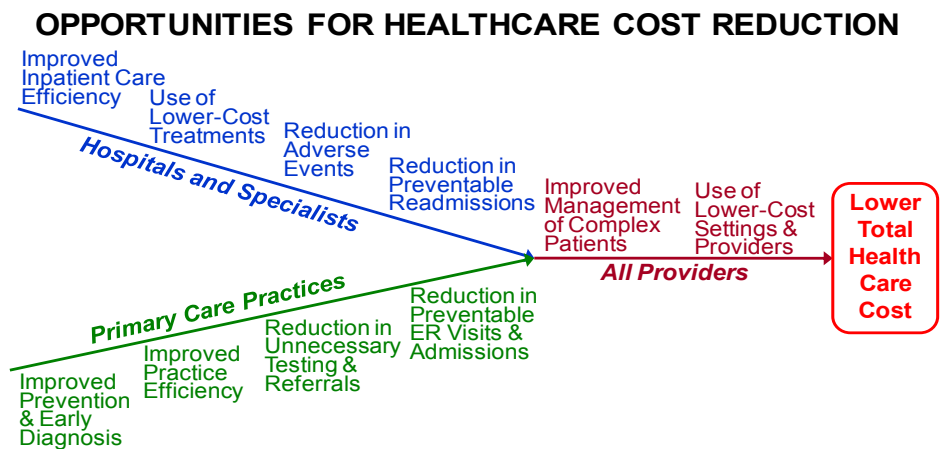 OPPORTUNITIES FOR HEALTHCARE COST REDUCTION
Improved
Inpatient Care
Efficiency
Use of
Lower-Cost
Treatments
Reduction in
Adverse
Events
Reduction in
Preventable
Readmissions
Hospitals and Specialists
Improved
Management
of Complex
Patients
Use of
Lower-Cost
Settings &
Providers
All Providers
Lower
Total
Health
Care
Cost
Primary Care Practices
Improved
Prevention
& Early
Diagnosis
Improved
Practice
Efficiency
Reduction in
Unnecessary
Testing &
Referrals
Reduction in
Preventable
ER Visits &
Admissions